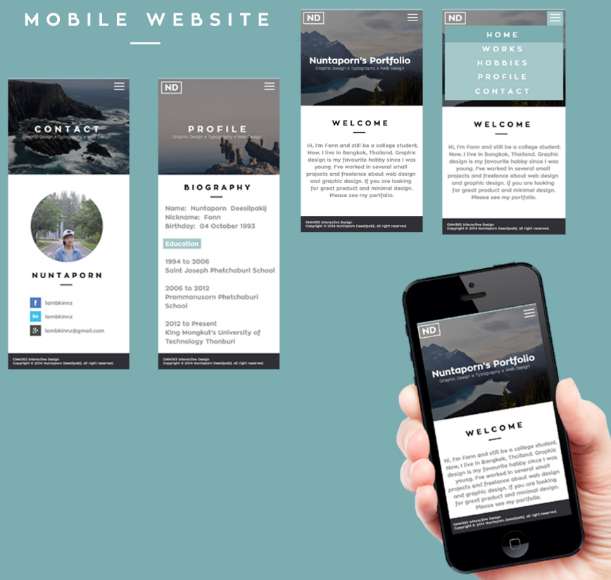 MOBILE WEBSITE
CONTACT
Graphic Design x Typography x Web Design
NUNTAPORN
lambkinnz
lambkinnz
lambkinnz@gmail.com
GMM362 Interactive Design
Copyright © 2014 Nuntaporn Deesilpakij, all right reserved.
ND
PROFILE
Graphic Design x Typography x Web Design
BIOGRAPHY
Name: Nuntaporn Deesilpakij
Nickname: Fonn
Birthday: 04 October 1993
Education
1994 to 2006
Saint Joseph Phetchaburi School
2006 to 2012
Prommanusorn Phetchaburi
School
2012 to Present
King Mongkut's University of
Technology Thonburi
GMM362 Interactive Design
Copyright © 2014 Nuntaporn Deesilpakij, all right reserved.
ND
Nuntaporn's Portfolio
Graphic Design x Typography x Web Design
WELCOME
Hi, I'm Fonn and still be a college student.
Now, I live in Bangkok, Thailand. Graphic
design is my favourite hobby since I was
young. I've worked in several small
projects and freelance about web design
and graphic design. If you are looking
for great product and minimal design.
Please see my portfolio.
GMM362 Interactive Design
Copyright © 2014 Nuntaporn Deesilpakij, all right reserved.
ND
HOME
WORKS
HOBBIES
PROFILE
CONTACT
WELCOME
Hi, I'm Fonn and still be a college student.
Now, I live in Bangkok, Thailand. Graphic
design is my favourite hobby since I was
young. I've worked in several small
projects and freelance about web design
and graphic design. If you are looking
for great product and minimal design.
Please see my portfolio.
GMM362 Interactive Design
Copyright © 2014 Nuntaporn Deesilpakij, all right reserved.
ND
Nuntaporn's Portfolio
Graphic Design x Typography x Web Design
WELCOME
Hi, I'm Fonn and still be a college student.
Now, I live in Bangkok, Thailand. Graphic
design is my favourite hobby since I was
young. I've worked in several small
projects and freelance about web design
and graphic design. If you are looking
for great product and minimal design.
Please see my portfolio.
GMM362 Interactive Design
Copyright © 2014 Nuntaporn Deesilpakij, all right reserved.